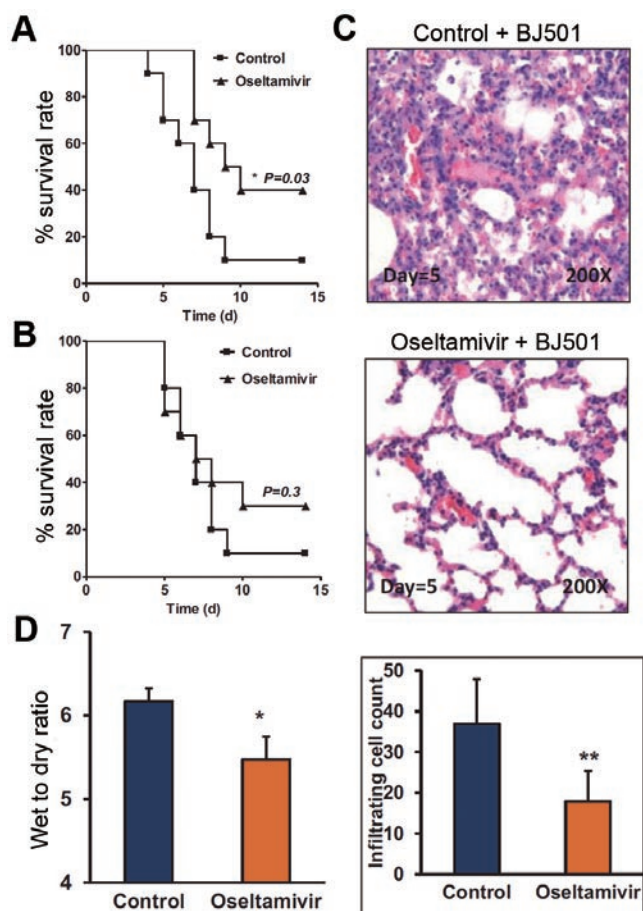 A
% survival rate
100
80
60
40
20
0
Control
Oseltamivir
* P=0.03
0 5 10 15
Time (d)
B
% survival rate
100
80
60
40
20
0
Control
Oseltamivir
P=0.3
0 5 10 15
Time (d)
C
Control + BJ501
Day=5 200X
Oseltamivir + BJ501
Day=5 200X
D
Wet to dry ratio
7
6
5
4
*
Control Oseltamivir
Infiltrating cell count
50
40
30
20
10
0
**
Control Oseltamivir